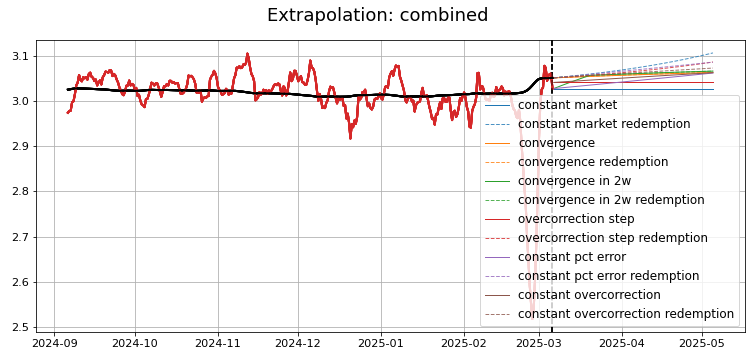 Extrapolation: combined
3.1
3.0
2.9
2.8
2.7
2.6
2.5
constant market
constant market redemption
convergence
convergence redemption
convergence in 2w
convergence in 2w redemption
overcorrection step
overcorrection step redemption
constant pct error
constant pct error redemption
constant overcorrection
constant overcorrection redemption
2024-09 2024-10 2024-11 2024-12 2025-01 2025-02 2025-03 2025-04 2025-05